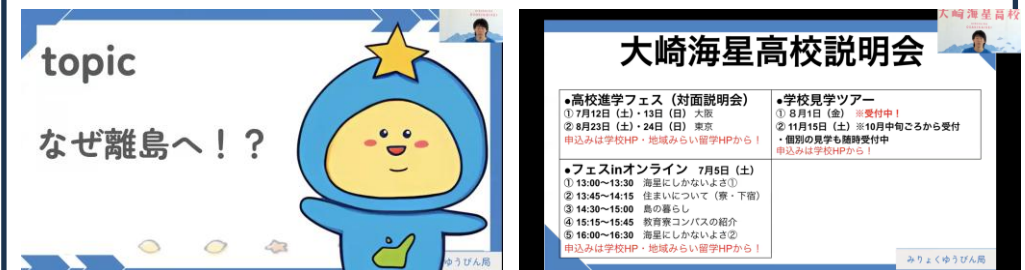 topic
なぜ離島へ！？
ゆうびん局
大崎海星高校
大崎海星高校説明会
•高校進学フェス（対面説明会）
① 7月12日（土）・13日（日） 大阪
② 8月23日（土）・24日（日） 東京
申込みは学校HP・地域みらい留学HPから！
•学校見学ツアー
① 8月1日（金） ※受付中！
② 11月15日（土）※10月中旬ごろから受付
・個別の見学も随時受付中
申込みは学校HPから！
•フェスinオンライン 7月5日（土）
① 13:00〜13:30 海星にしかないよさ①
② 13:45〜14:15 住まいについて（寮・下宿）
③ 14:30〜15:00 島の暮らし
④ 15:15〜15:45 教育寮コンパスの紹介
⑤ 16:00〜16:30 海星にしかないよさ②
申込みは学校HP・地域みらい留学HPから！
みりょくゆうびん局